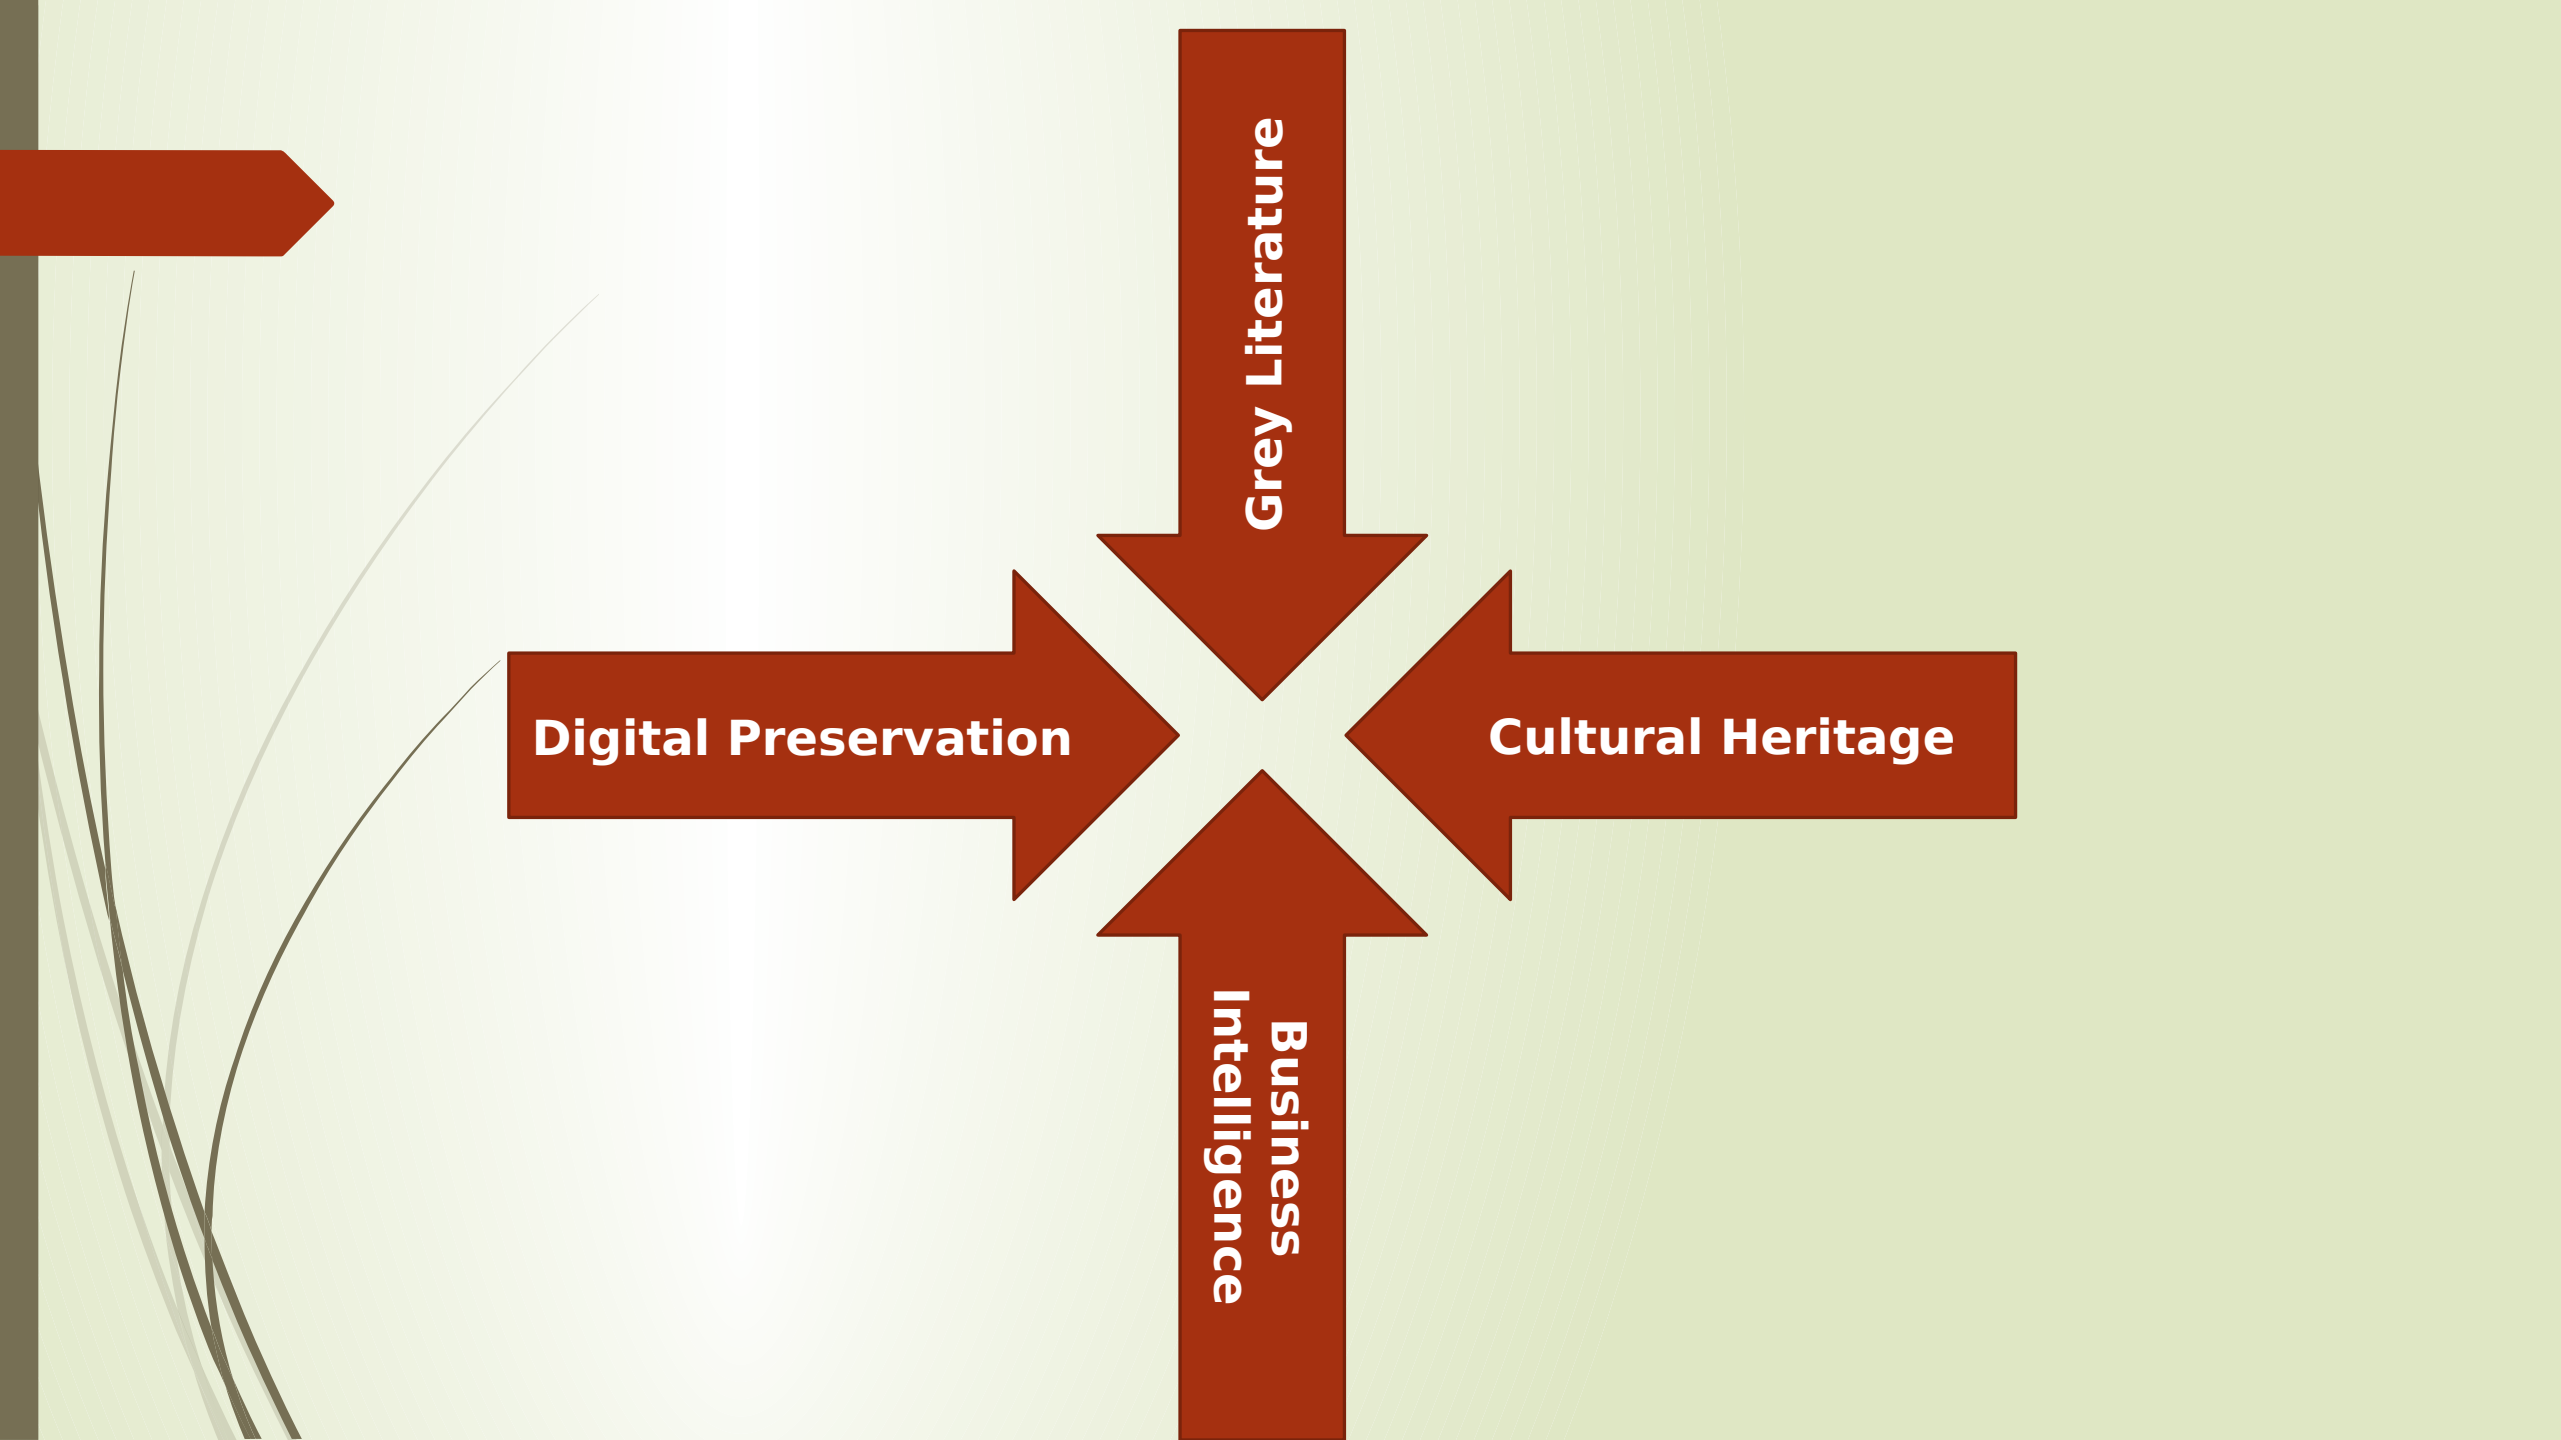 Grey Literature
Digital Preservation
Cultural Heritage
Business
Intelligence